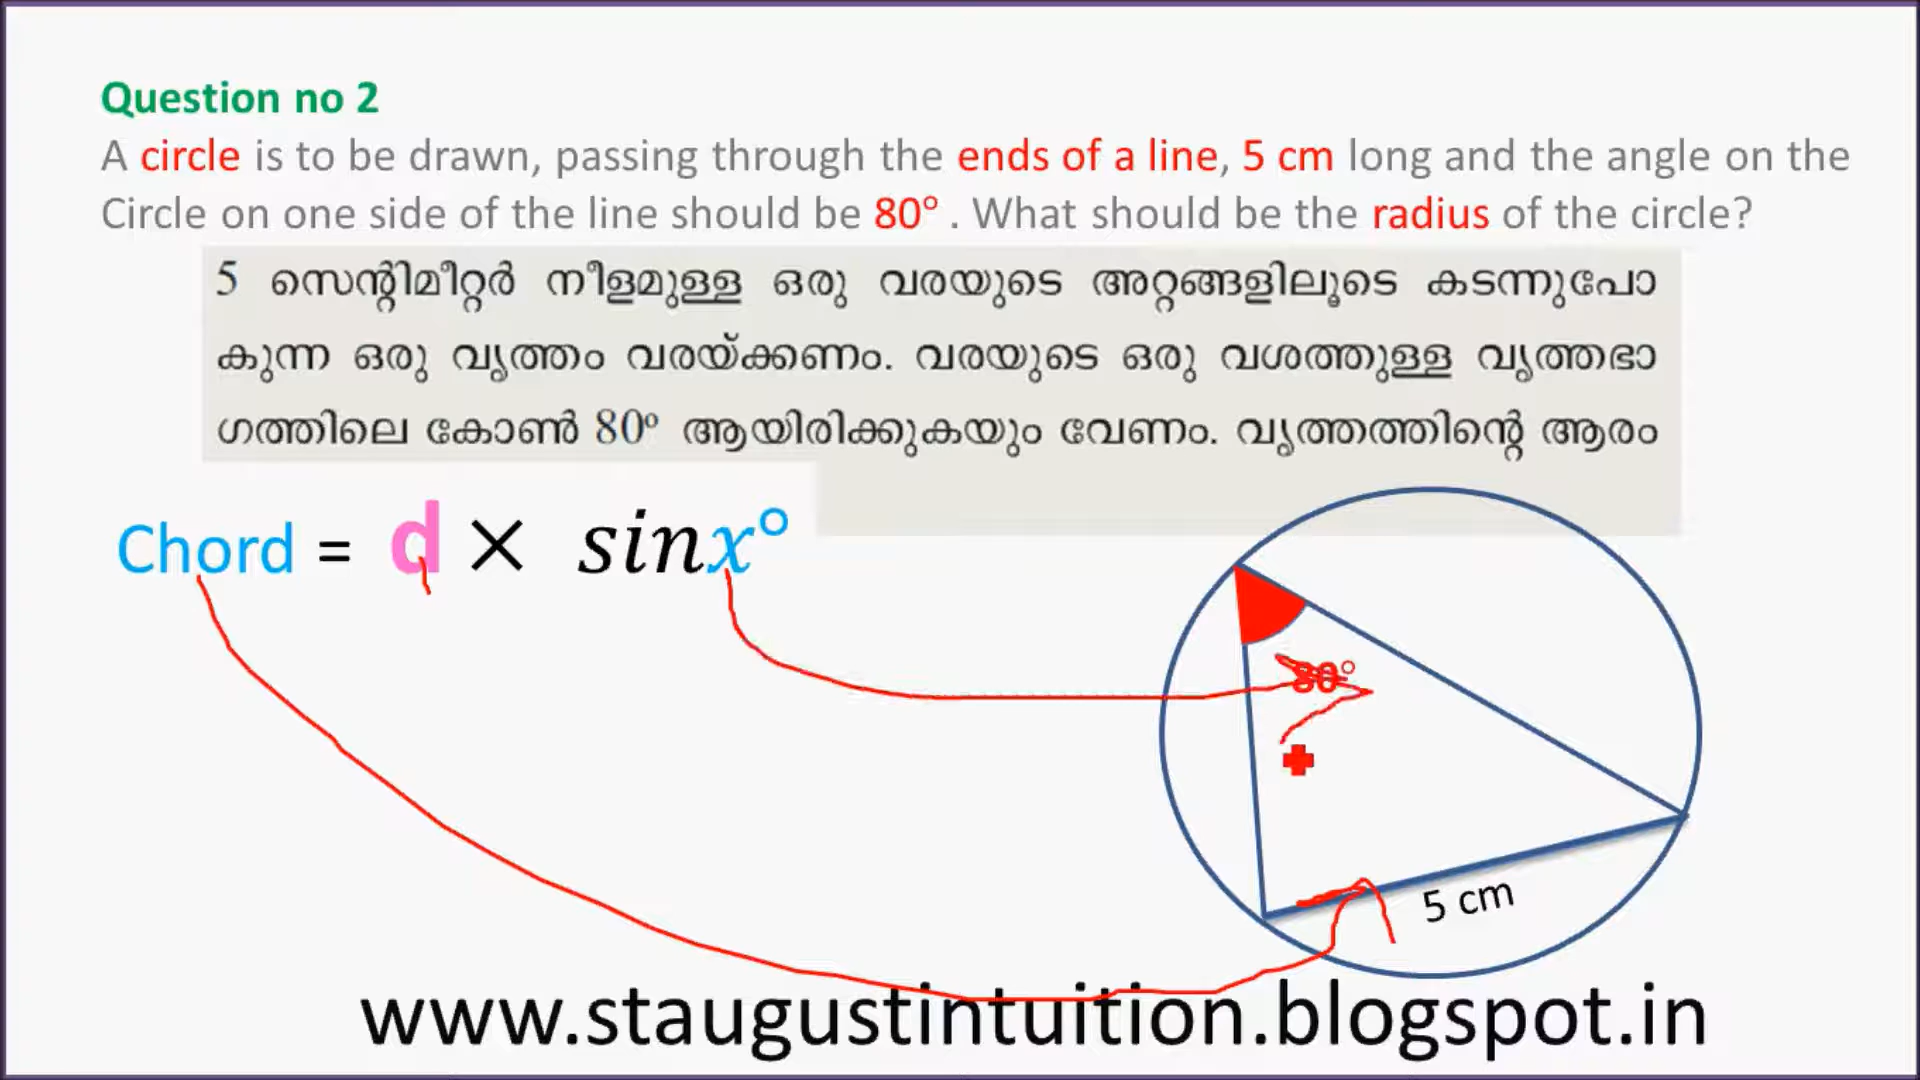 Question no 2
A circle is to be drawn, passing through the ends of a line, 5 cm long and the angle on the
Circle on one side of the line should be 80° . What should be the radius of the circle?
5 സെന്റിമീറ്റർ നീളമുള്ള ഒരു വരയുടെ അറ്റങ്ങളിലൂടെ കടന്നുപോ
കുന്ന ഒരു വൃത്തം വരയ്ക്കണം. വരയുടെ ഒരു വശത്തുള്ള വൃത്തഭാ
ഗത്തിലെ കോൺ 80° ആയിരിക്കുകയും വേണം. വൃത്തത്തിന്റെ ആരം
Chord = d × sinx°
80°
5 cm
www.staugustintuition.blogspot.in